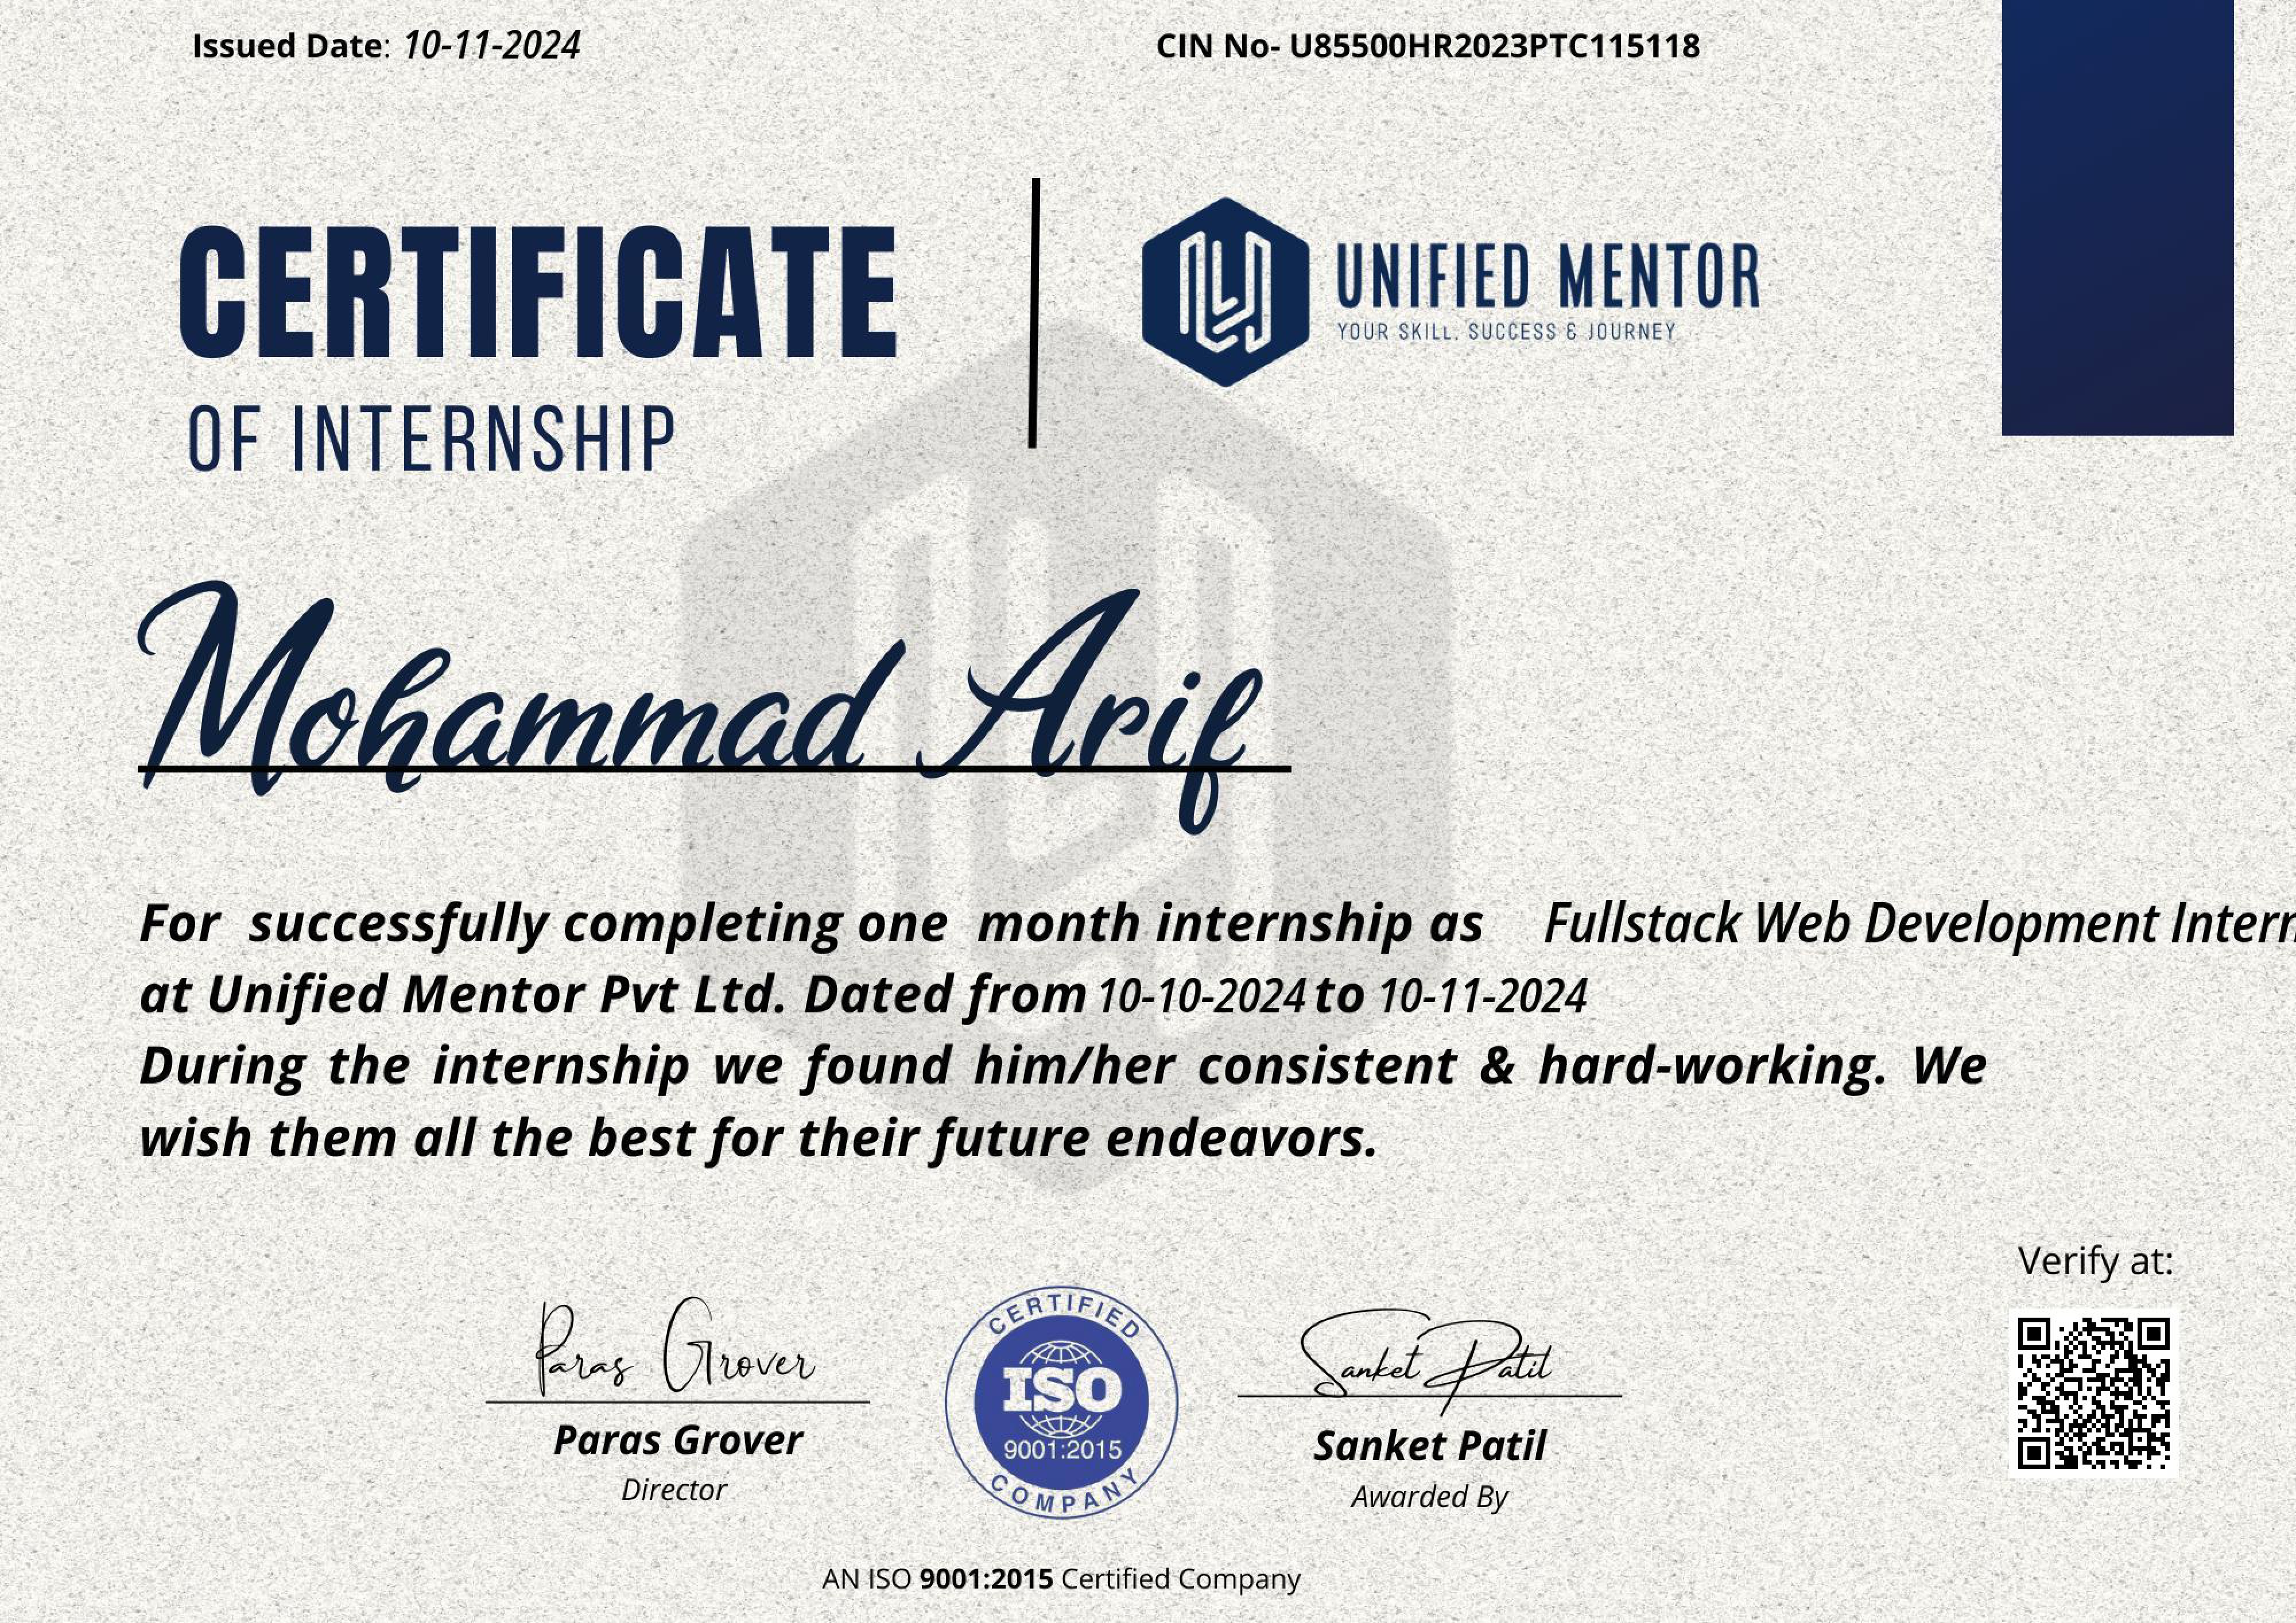 Issued Date: 10-11-2024
CIN No- U85500HR2023PTC115118
CERTIFICATE
OF INTERNSHIP
UNIFIED MENTOR
YOUR SKILL, SUCCESS & JOURNEY
Mohammad Arif
For successfully completing one month internship as Fullstack Web Development Intern
at Unified Mentor Pvt Ltd. Dated from 10-10-2024 to 10-11-2024
During the internship we found him/her consistent & hard-working. We
wish them all the best for their future endeavors.
Verify at:
Paras Grover
Paras Grover
Director
CERTIFIED
ISO
9001:2015
COMPANY
Sanket Patil
Sanket Patil
Awarded By
AN ISO 9001:2015 Certified Company